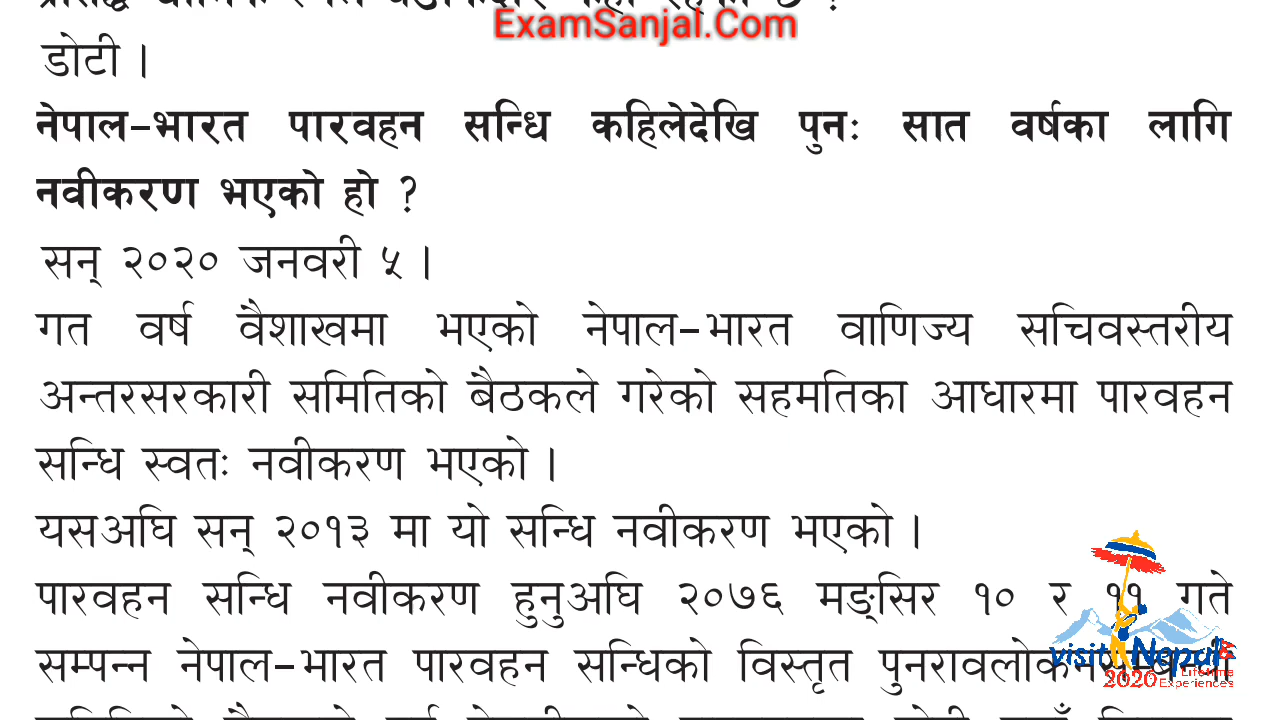 ExamSanjal.Com
डोटी ।
नेपाल-भारत पारवहन सन्धि कहिलेदेखि पुनः सात वर्षका लागि
नवीकरण भएको हो ?
सन् २०२० जनवरी ५ ।
गत वर्ष वैशाखमा भएको नेपाल-भारत वाणिज्य सचिवस्तरीय
अन्तरसरकारी समितिको बैठकले गरेको सहमतिका आधारमा पारवहन
सन्धि स्वतः नवीकरण भएको ।
यसअघि सन् २०१३ मा यो सन्धि नवीकरण भएको ।
पारवहन सन्धि नवीकरण हुनुअघि २०७६ मङ्सिर १० र ११ गते
सम्पन्न नेपाल-भारत पारवहन सन्धिको विस्तृत
visit Nepal
Lifetime
2020 Experiences